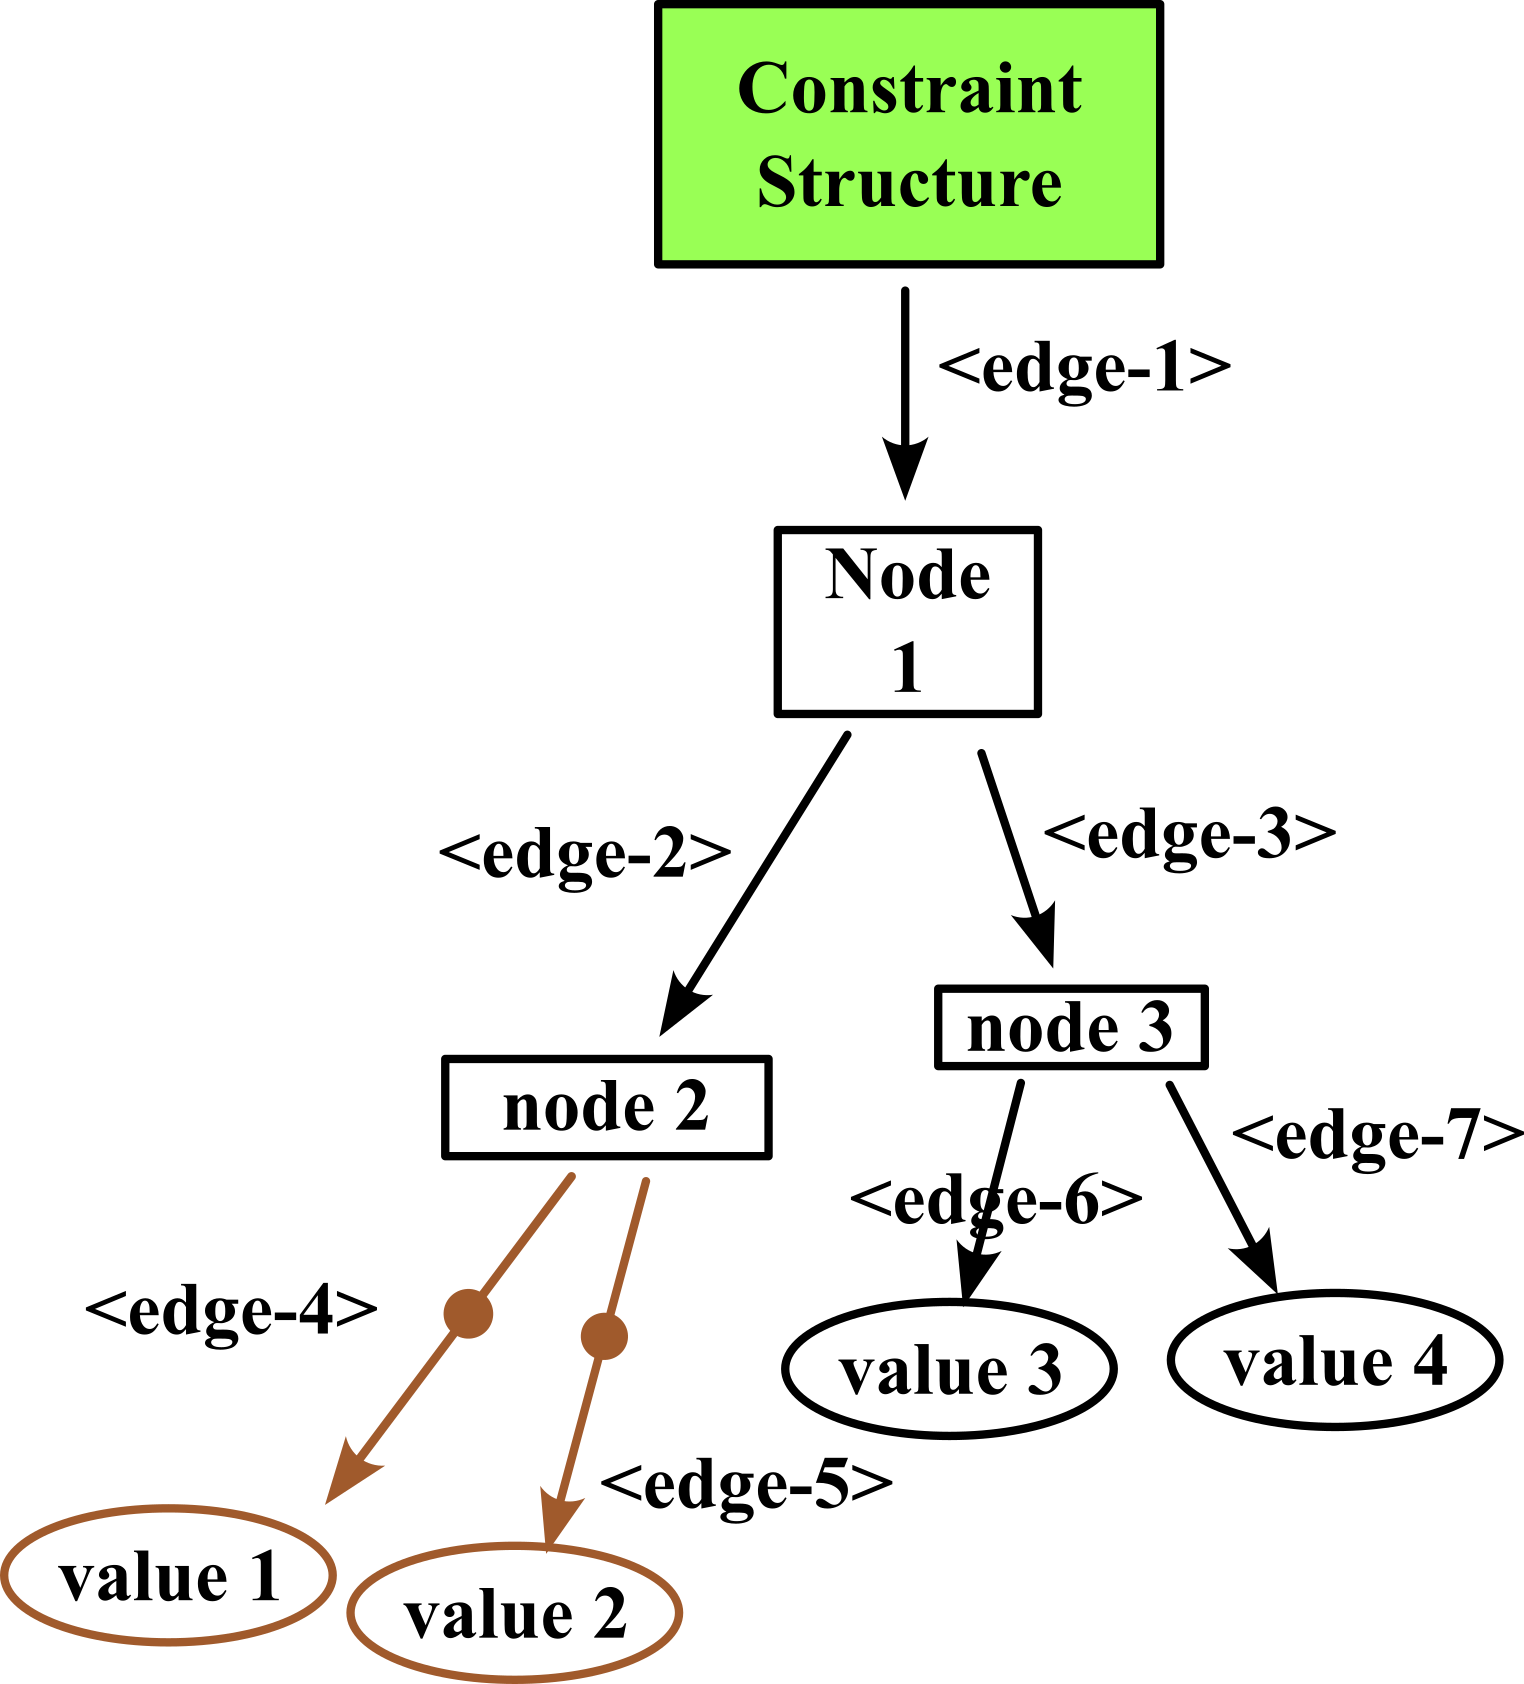 Constraint
Structure
<edge-1>
Node
1
<edge-2>
<edge-3>
node 3
node 2
<edge-7>
<edge-6>
<edge-4>
value 3
value 4
<edge-5>
value 1
value 2